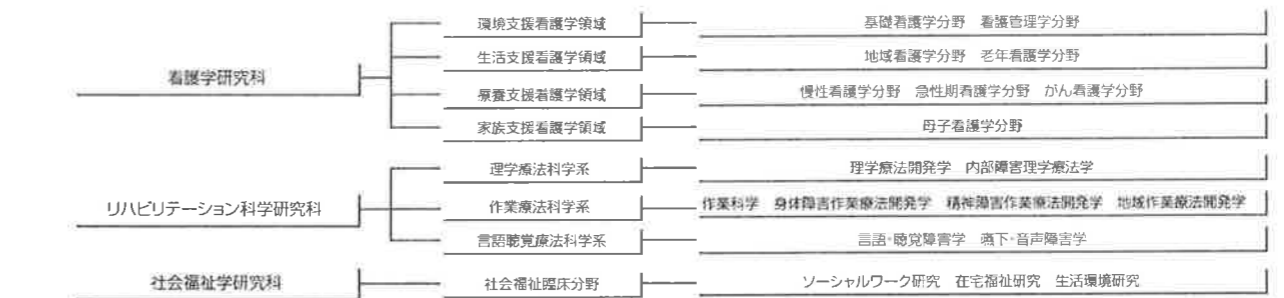 環境支援看護学領域 基礎看護学分野 看護管理学分野
生活支援看護学領域 地域看護学分野 老年看護学分野
看護学研究科
療養支援看護学領域 慢性看護学分野 急性期看護学分野 がん看護学分野
家族支援看護学領域 母子看護学分野
理学療法科学系 理学療法開発学 内部障害理学療法学
リハビリテーション科学研究科 作業療法科学系 作業科学 身体障害作業療法開発学 精神障害作業療法開発学 地域作業療法開発学
言語聴覚療法科学系 言語・聴覚障害学 嚥下・音声障害学
社会福祉学研究科 社会福祉臨床分野 ソーシャルワーク研究 在宅福祉研究 生活環境研究